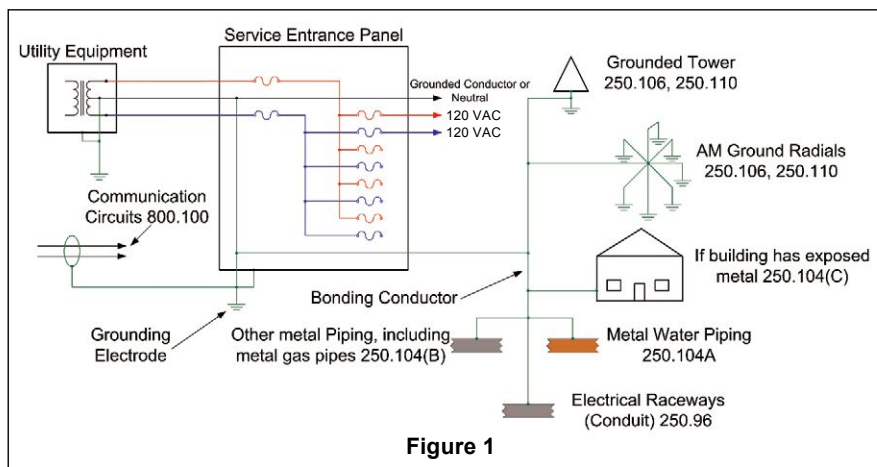 Service Entrance Panel
Utility Equipment
Grounded Conductor or
Neutral
120 VAC
120 VAC
Grounded Tower
250.106, 250.110
AM Ground Radials
250.106, 250.110
Communication
Circuits 800.100
If building has exposed
metal 250.104(C)
Bonding Conductor
Grounding
Electrode
Other metal Piping, including
metal gas pipes 250.104(B)
Metal Water Piping
250.104A
Electrical Raceways
(Conduit) 250.96
Figure 1